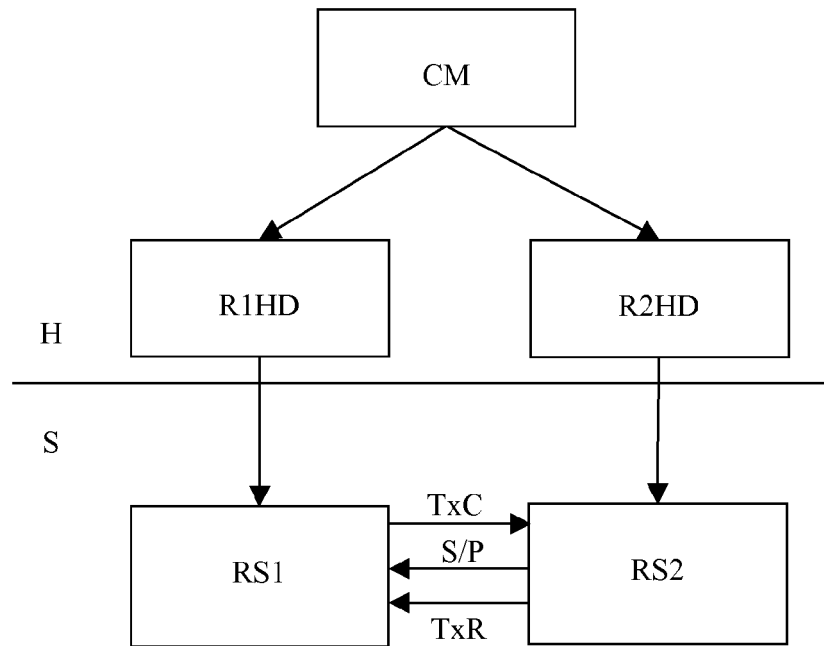 CM
R1HD
R2HD
H
S
TxC
S/P
RS1
RS2
TxR